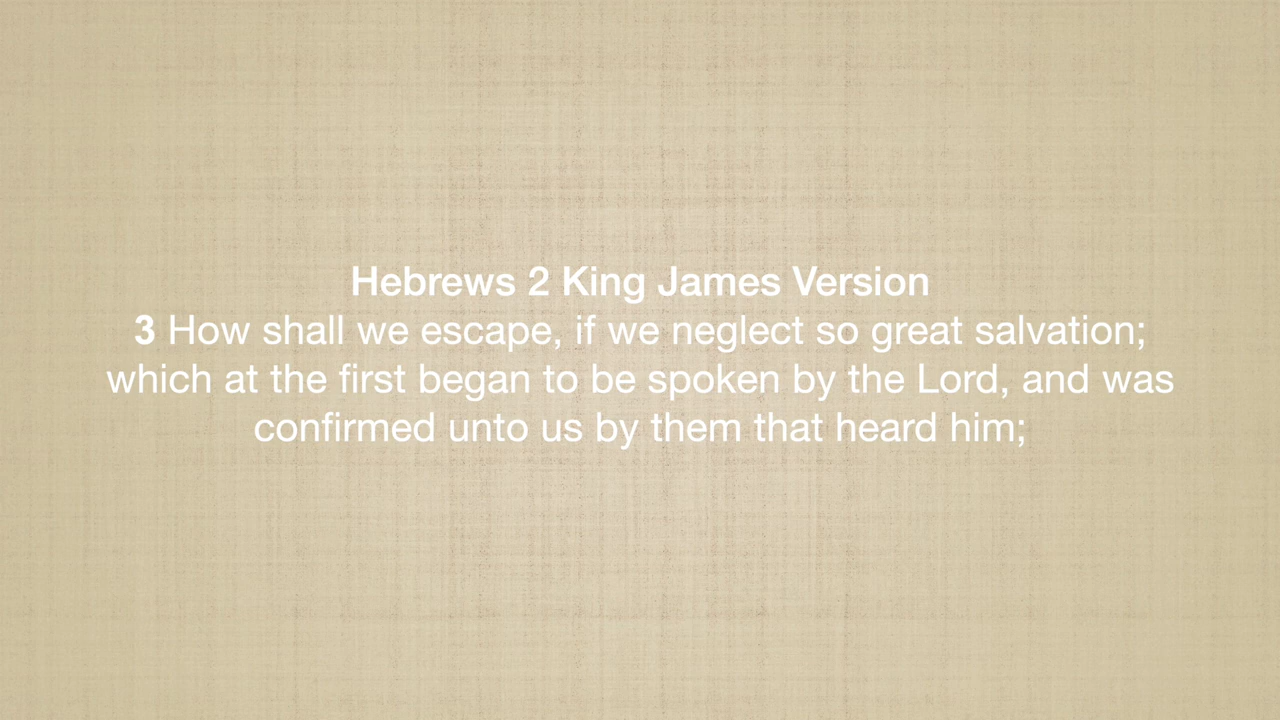 Hebrews 2 King James Version
3 How shall we escape, if we neglect so great salvation;
which at the first began to be spoken by the Lord, and was
confirmed unto us by them that heard him;